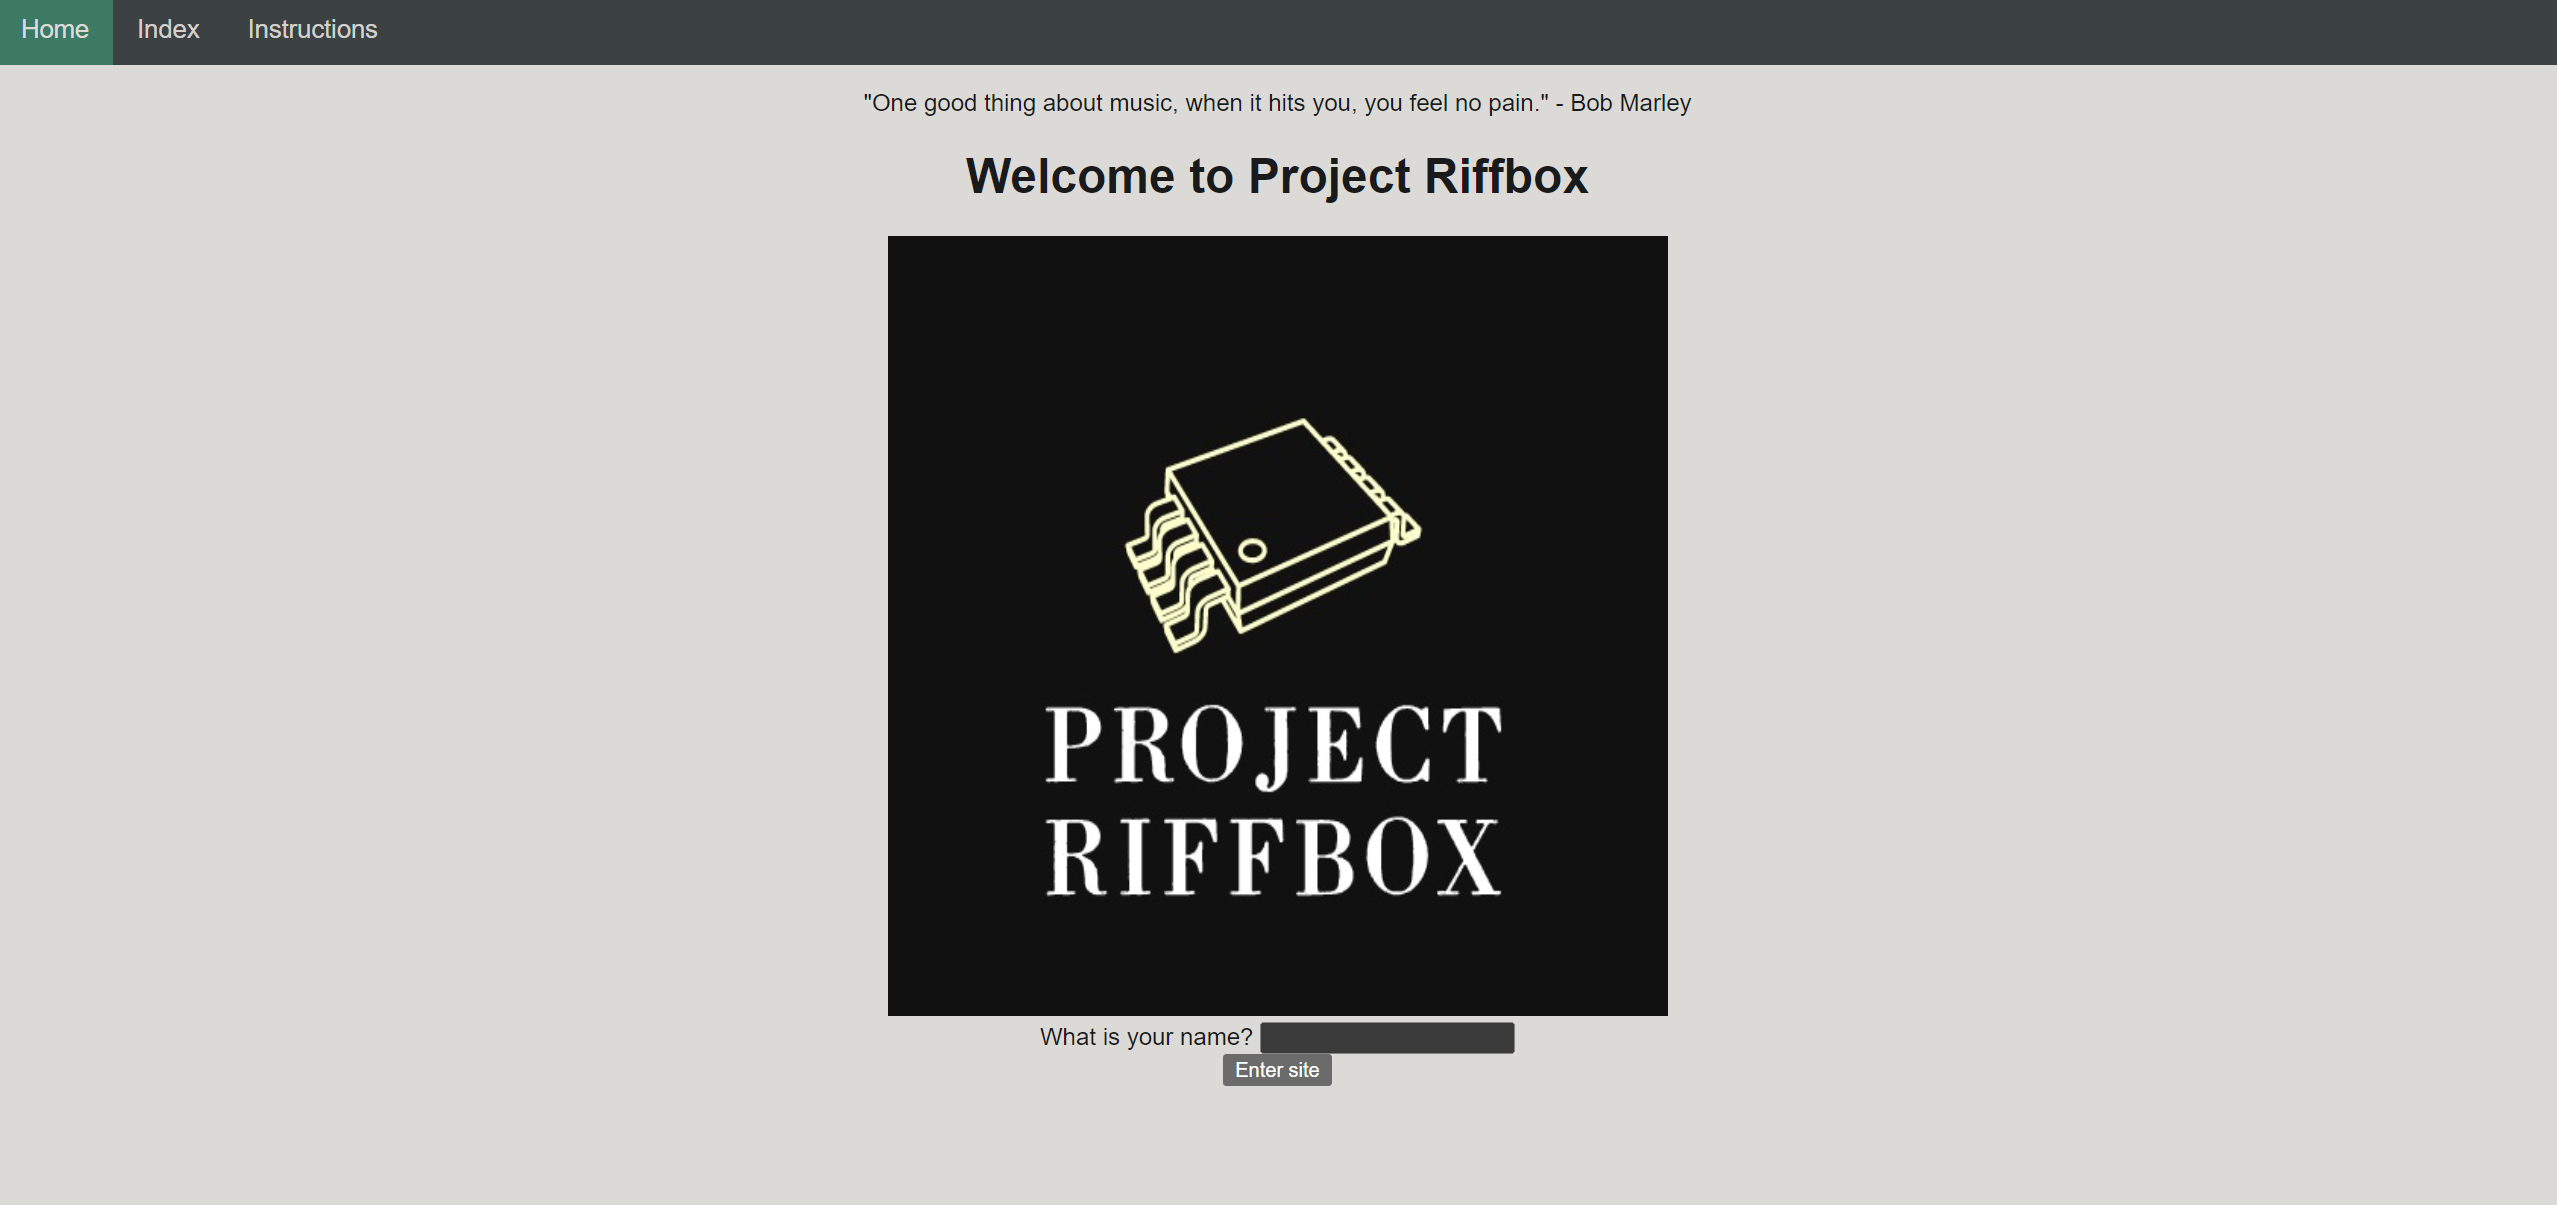 Home Index Instructions
"One good thing about music, when it hits you, you feel no pain." - Bob Marley
Welcome to Project Riffbox
PROJECT
RIFFBOX
What is your name?
Enter site